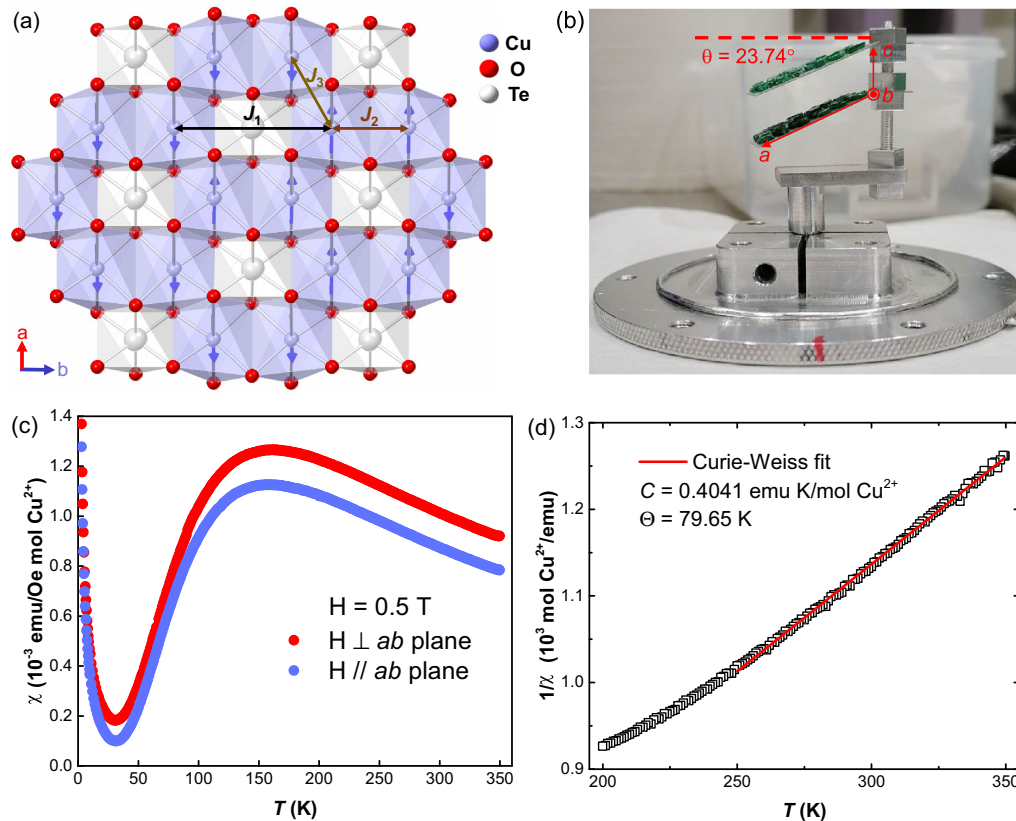 (a)
Cu
O
Te
J1
J2
J3
a
b
(b)
θ = 23.74°
c
b
a
(c)
1.4
1.2
1.0
0.8
0.6
0.4
0.2
0.0
χ (10⁻³ emu/Oe mol Cu²⁺)
H = 0.5 T
H ⊥ ab plane
H // ab plane
0 50 100 150 200 250 300 350
T (K)
(d)
1.3
1.2
1.1
1.0
0.9
1/χ (10³ mol Cu²⁺/emu)
Curie-Weiss fit
C = 0.4041 emu K/mol Cu²⁺
Θ = 79.65 K
200 250 300 350
T (K)